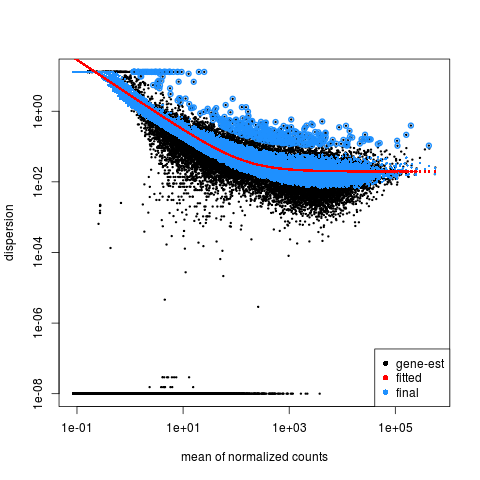 1e+00
1e-02
1e-04
1e-06
1e-08
dispersion
gene-est
fitted
final
1e-01
1e+01
1e+03
1e+05
mean of normalized counts